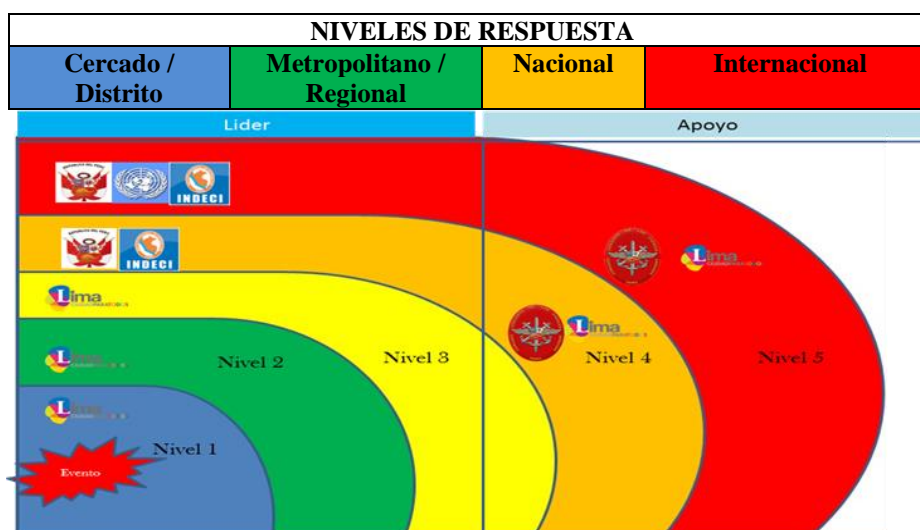 NIVELES DE RESPUESTA
Cercado /
Distrito
Metropolitano /
Regional
Nacional
Internacional
Lider
Apoyo
INDECI
Lima
INDECI
Lima
Lima
Lima
Nivel 2
Nivel 3
Nivel 4
Nivel 5
Lima
Lima
Nivel 1
Evento